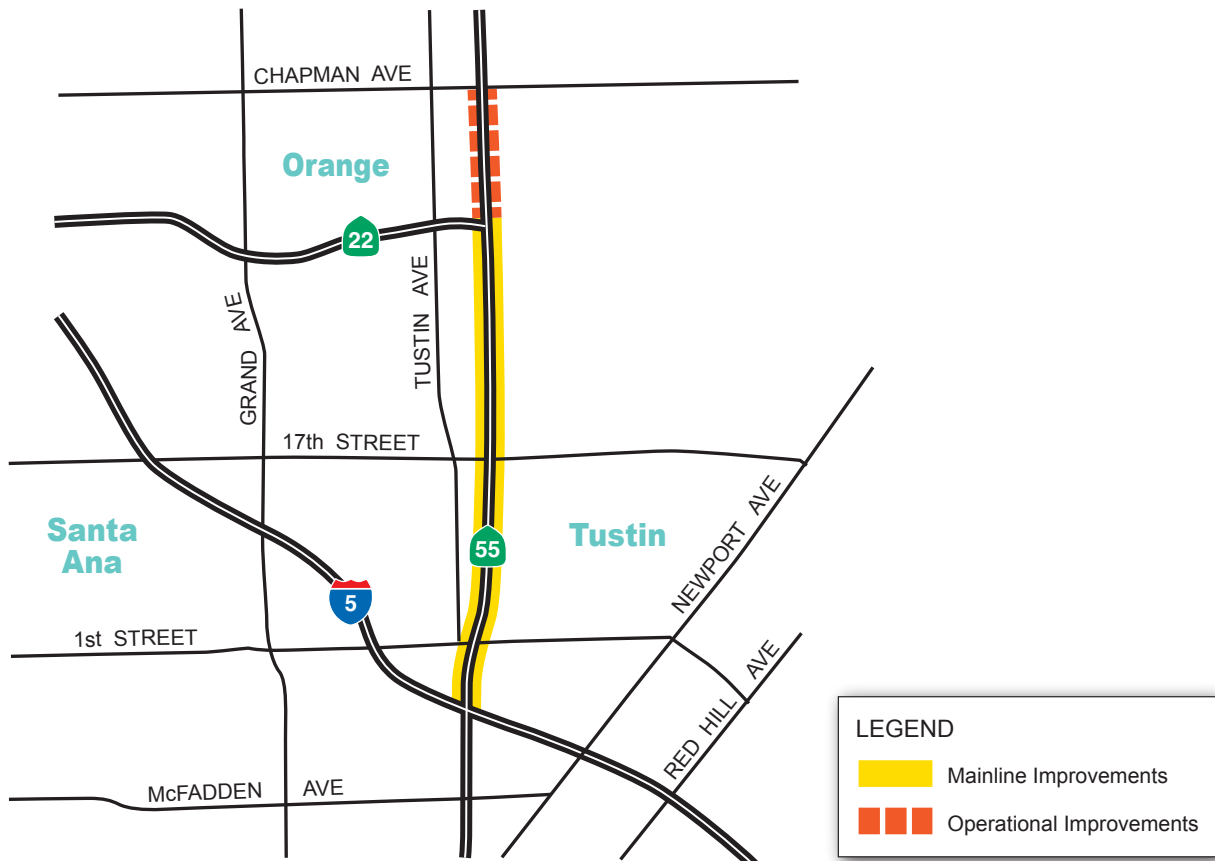 CHAPMAN AVE
Orange
22
GRAND AVE
TUSTIN AVE
17th STREET
Santa
Ana
55
Tustin
NEWPORT AVE
5
1st STREET
RED HILL AVE
McFADDEN AVE
LEGEND
Mainline Improvements
Operational Improvements